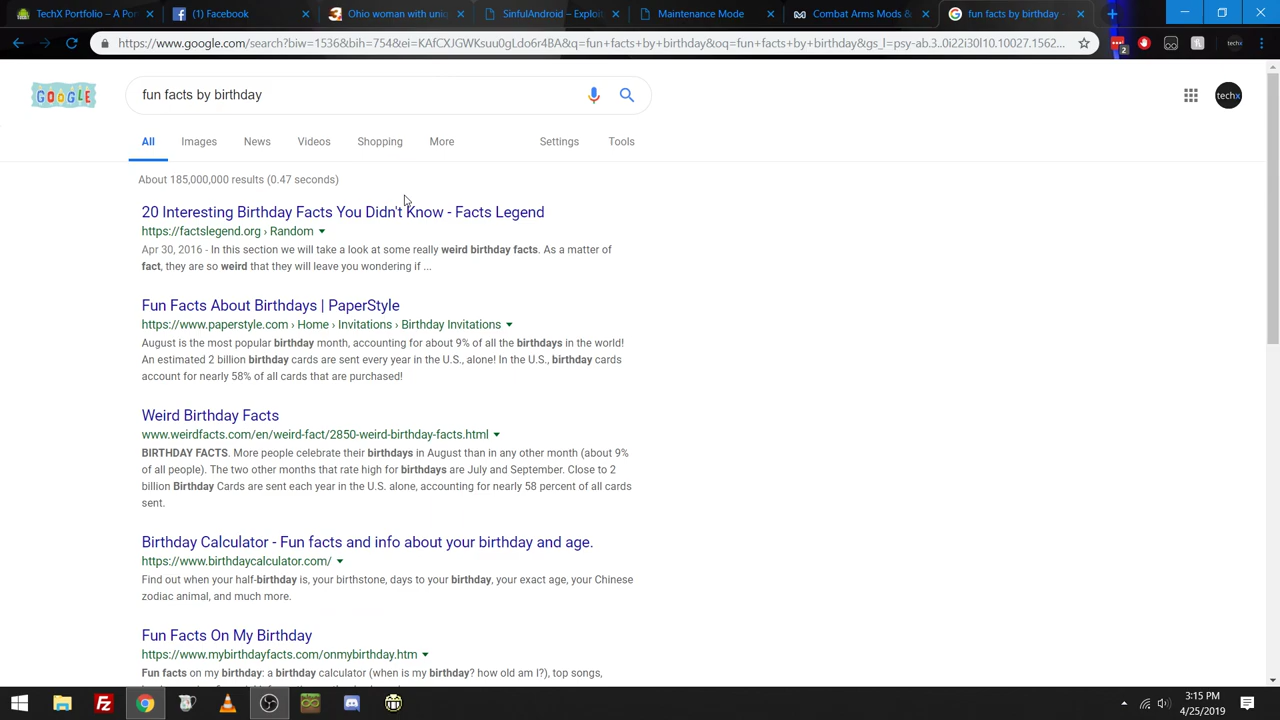 TechX Portfolio – A Por
(1) Facebook
Ohio woman with uniq
SinfulAndroid – Exploit
Maintenance Mode
Combat Arms Mods &
fun facts by birthday -
https://www.google.com/search?biw=1536&bih=754&ei=KAfCXJGWKsuu0gLdo6r4BA&q=fun+facts+by+birthday&oq=fun+facts+by+birthday&gs_l=psy-ab.3..0i22i30l10.10027.1562...
2
techx
GOOGLE
fun facts by birthday
techx
All
Images
News
Videos
Shopping
More
Settings
Tools
About 185,000,000 results (0.47 seconds)
20 Interesting Birthday Facts You Didn't Know - Facts Legend
https://factslegend.org › Random
Apr 30, 2016 - In this section we will take a look at some really weird birthday facts. As a matter of
fact, they are so weird that they will leave you wondering if ...
Fun Facts About Birthdays | PaperStyle
https://www.paperstyle.com › Home › Invitations › Birthday Invitations
August is the most popular birthday month, accounting for about 9% of all the birthdays in the world!
An estimated 2 billion birthday cards are sent every year in the U.S., alone! In the U.S., birthday cards
account for nearly 58% of all cards that are purchased!
Weird Birthday Facts
www.weirdfacts.com/en/weird-fact/2850-weird-birthday-facts.html
BIRTHDAY FACTS. More people celebrate their birthdays in August than in any other month (about 9%
of all people). The two other months that rate high for birthdays are July and September. Close to 2
billion Birthday Cards are sent each year in the U.S. alone, accounting for nearly 58 percent of all cards
sent.
Birthday Calculator - Fun facts and info about your birthday and age.
https://www.birthdaycalculator.com/
Find out when your half-birthday is, your birthstone, days to your birthday, your exact age, your Chinese
zodiac animal, and much more.
Fun Facts On My Birthday
https://www.mybirthdayfacts.com/onmybirthday.htm
Fun facts on my birthday: a birthday calculator (when is my birthday? how old am I?), top songs,
3:15 PM
4/25/2019